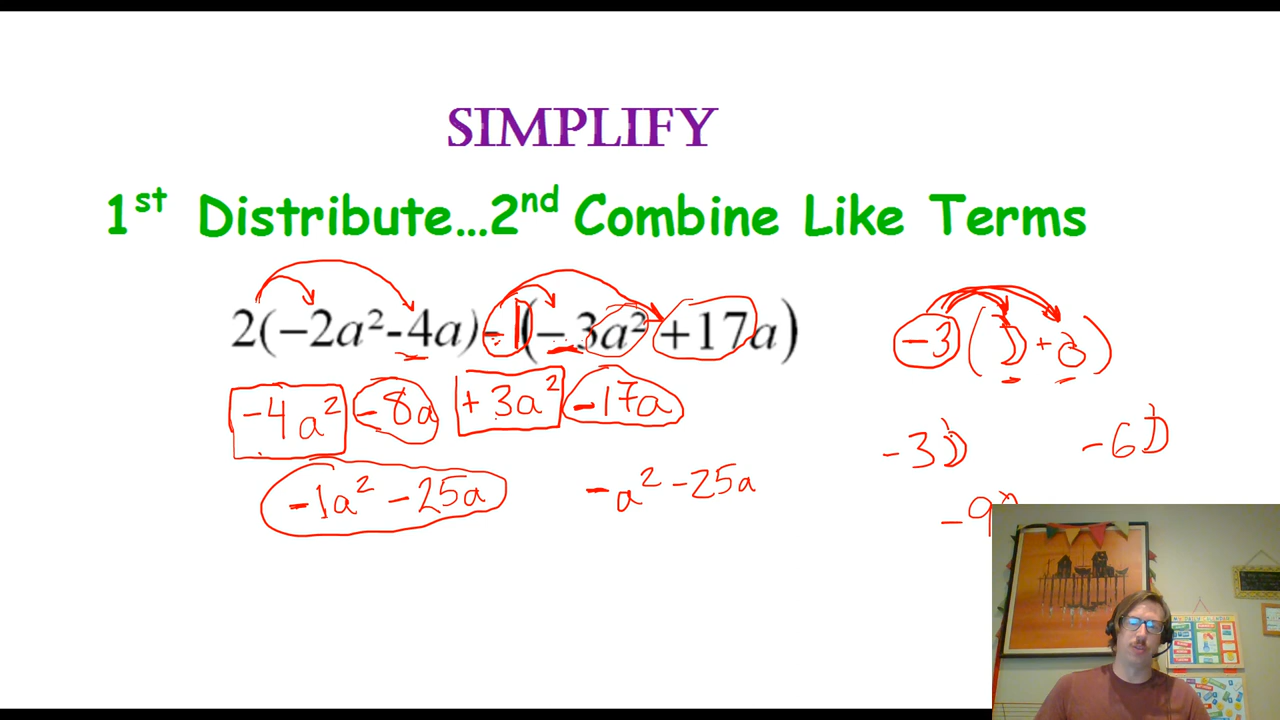 SIMPLIFY
1st Distribute...2nd Combine Like Terms
2(−2a²-4a)-1(−3a²+17a)
-3( + )
-4a² -8a +3a² -17a
-3 -6
-1a² -25a -a² -25a
-9